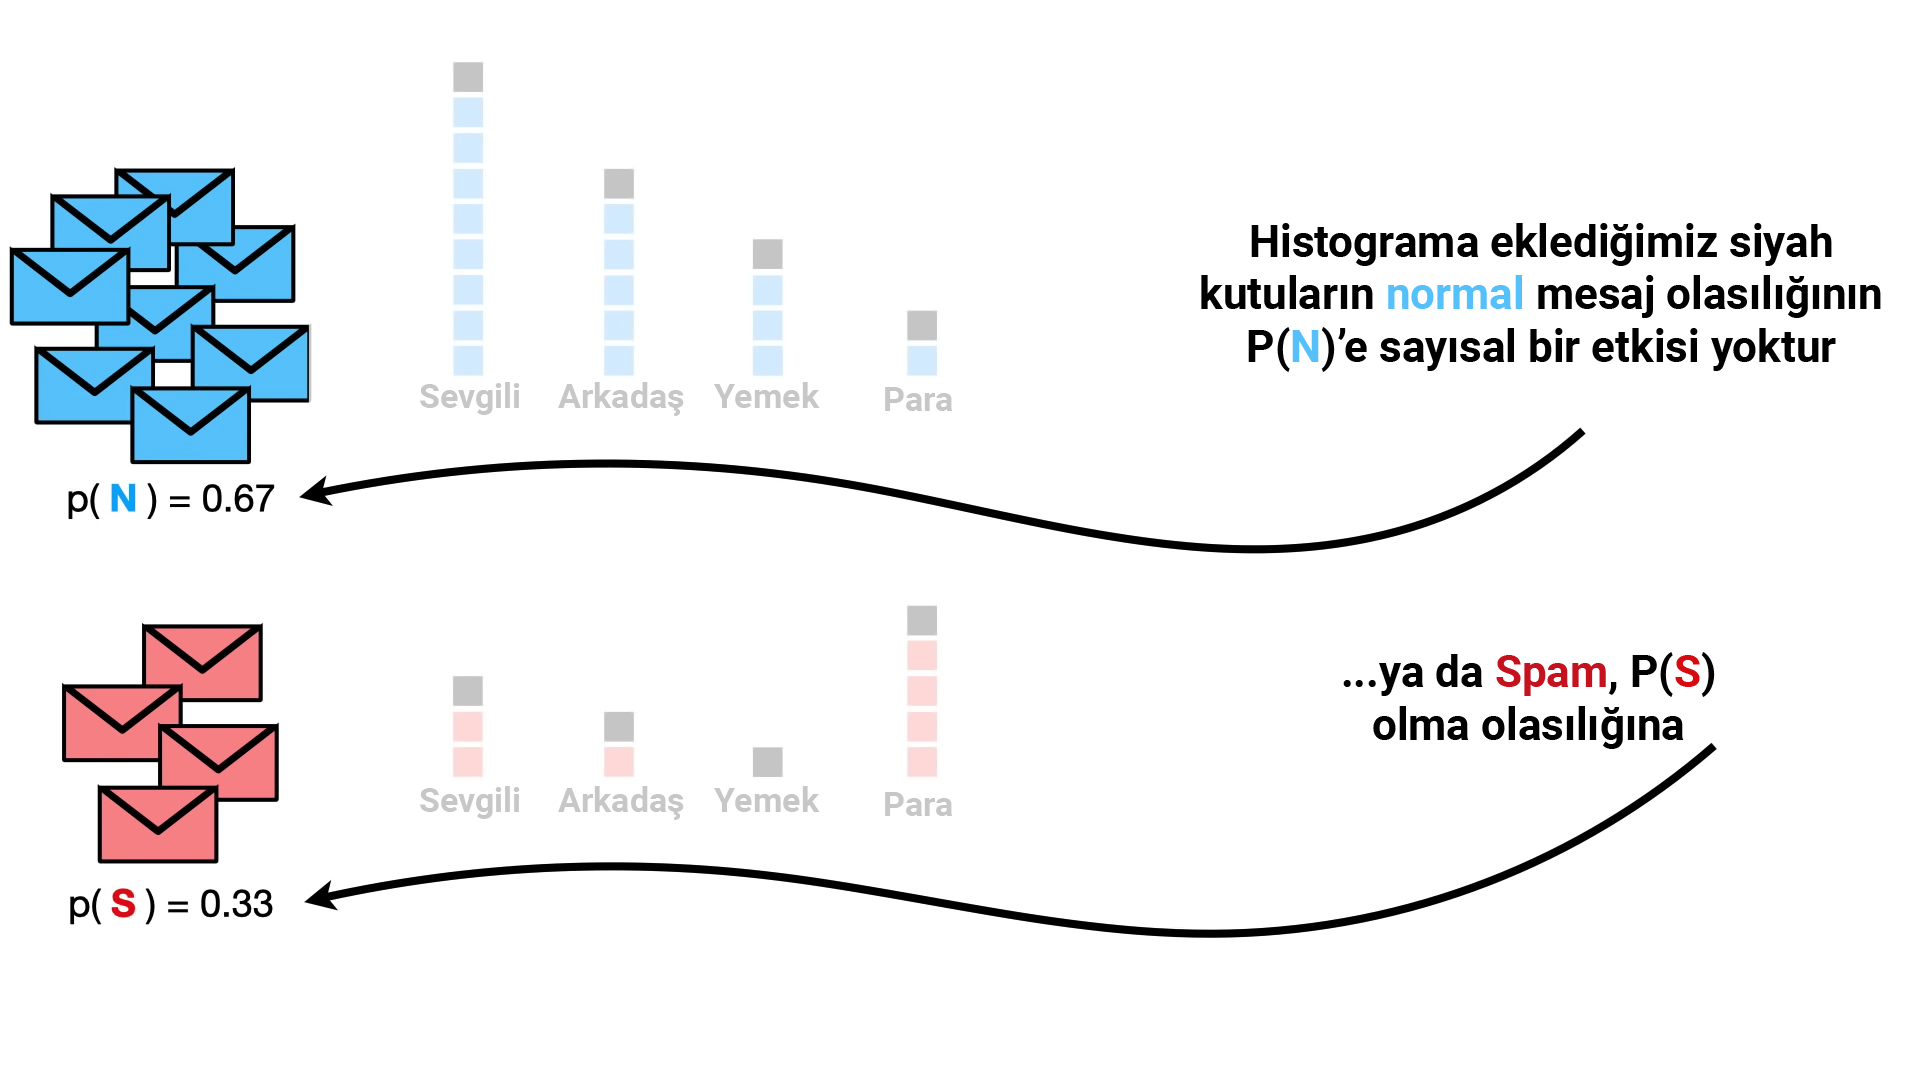 Sevgili Arkadaş Yemek Para
Histograma eklediğimiz siyah
kutuların normal mesaj olasılığının
P(N)’e sayısal bir etkisi yoktur
p( N ) = 0.67
Sevgili Arkadaş Yemek Para
...ya da Spam, P(S)
olma olasılığına
p( S ) = 0.33